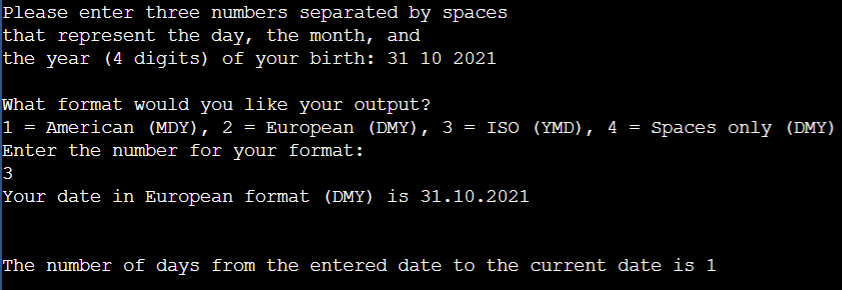 Please enter three numbers separated by spaces
that represent the day, the month, and
the year (4 digits) of your birth: 31 10 2021
What format would you like your output?
1 = American (MDY), 2 = European (DMY), 3 = ISO (YMD), 4 = Spaces only (DMY)
Enter the number for your format:
3
Your date in European format (DMY) is 31.10.2021
The number of days from the entered date to the current date is 1